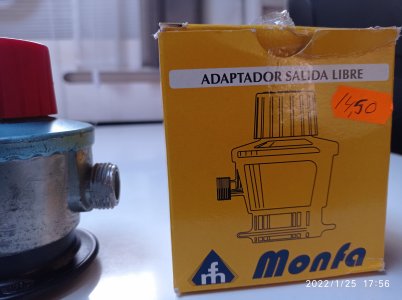 ADAPTADOR SALIDA LIBRE
14,50
Monfa
2022/1/25 17:56